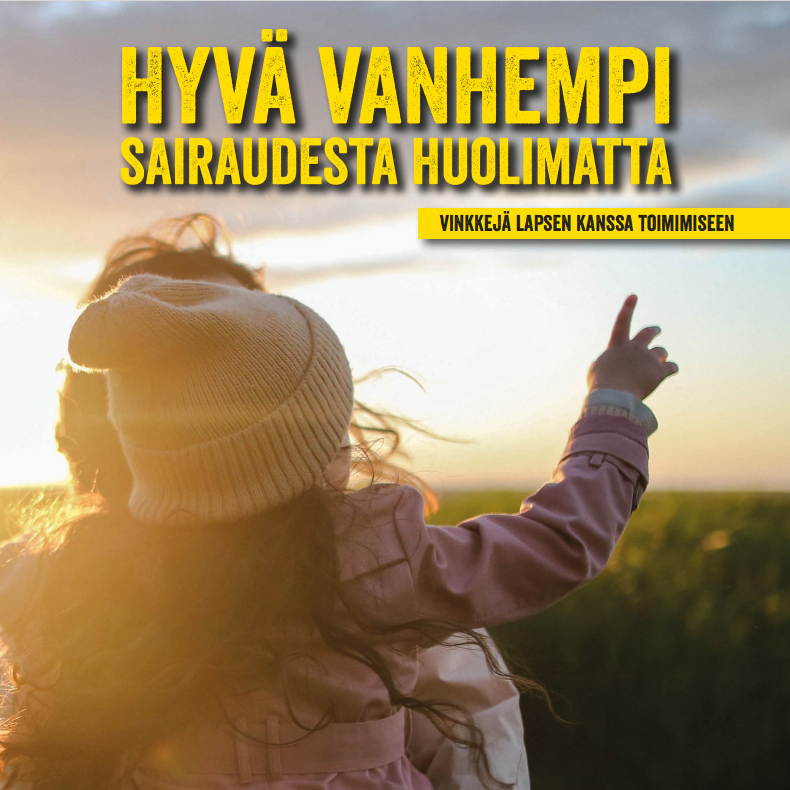 HYVÄ VANHEMPI
SAIRAUDESTA HUOLIMATTA
VINKKEJÄ LAPSEN KANSSA TOIMIMISEEN